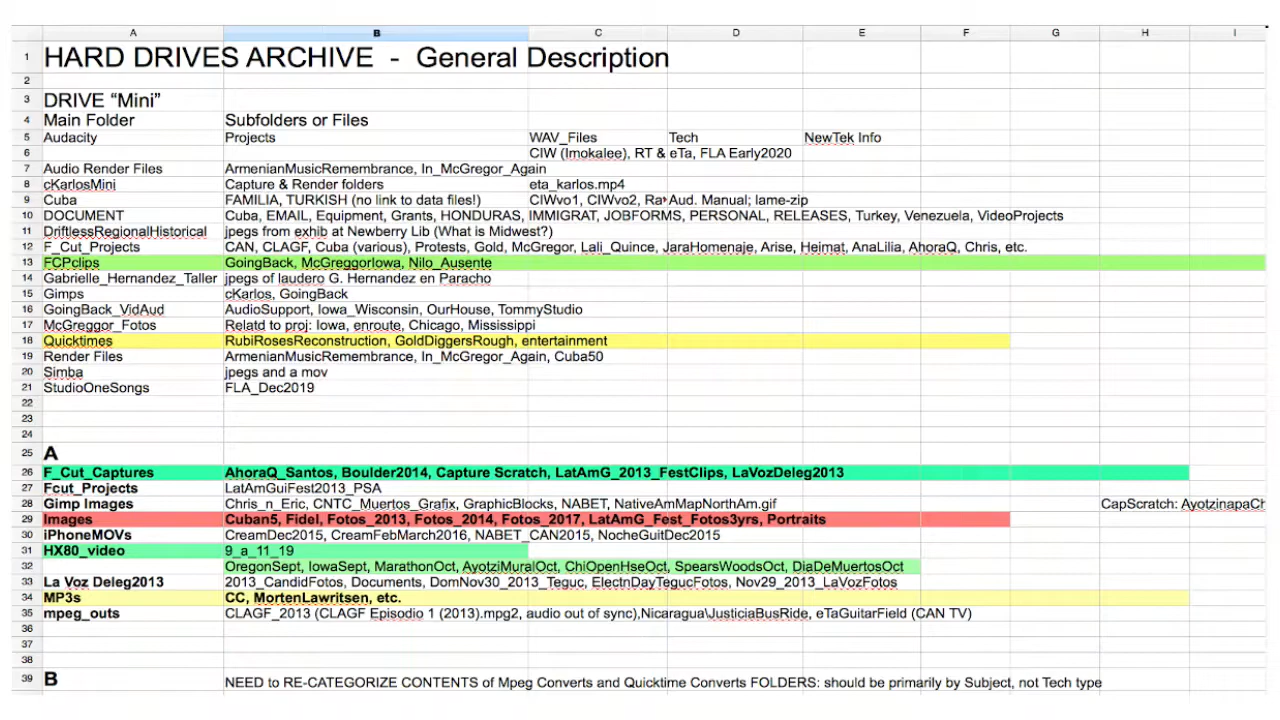 A B C D E F G H I
1 HARD DRIVES ARCHIVE - General Description
2
3 DRIVE “Mini”
4 Main Folder Subfolders or Files
5 Audacity Projects WAV_Files Tech NewTek Info
6 CIW (Imokalee), RT & eTa, FLA Early2020
7 Audio Render Files ArmenianMusicRemembrance, In_McGregor_Again
8 cKarlosMini Capture & Render folders eta_karlos.mp4
9 Cuba FAMILIA, TURKISH (no link to data files!) CIWvo1, CIWvo2, Ra Aud. Manual; lame-zip
10 DOCUMENT Cuba, EMAIL, Equipment, Grants, HONDURAS, IMMIGRAT, JOBFORMS, PERSONAL, RELEASES, Turkey, Venezuela, VideoProjects
11 DriftlessRegionalHistorical jpegs from exhib at Newberry Lib (What is Midwest?)
12 F_Cut_Projects CAN, CLAGF, Cuba (various), Protests, Gold, McGregor, Lali_Quince, JaraHomenaje, Arise, Heimat, AnaLilia, AhoraQ, Chris, etc.
13 FCPclips GoingBack, McGreggorIowa, Nilo_Ausente
14 Gabrielle_Hernandez_Taller jpegs of laudero G. Hernandez en Paracho
15 Gimps cKarlos, GoingBack
16 GoingBack_VidAud AudioSupport, Iowa_Wisconsin, OurHouse, TommyStudio
17 McGreggor_Fotos Relatd to proj: Iowa, enroute, Chicago, Mississippi
18 Quicktimes RubiRosesReconstruction, GoldDiggersRough, entertainment
19 Render Files ArmenianMusicRemembrance, In_McGregor_Again, Cuba50
20 Simba jpegs and a mov
21 StudioOneSongs FLA_Dec2019
22
23
24
25 A
26 F_Cut_Captures AhoraQ_Santos, Boulder2014, Capture Scratch, LatAmG_2013_FestClips, LaVozDeleg2013
27 Fcut_Projects LatAmGuiFest2013_PSA
28 Gimp Images Chris_n_Eric, CNTC_Muertos_Grafix, GraphicBlocks, NABET, NativeAmMapNorthAm.gif CapScratch: AyotzinapaCh
29 Images Cuban5, Fidel, Fotos_2013, Fotos_2014, Fotos_2017, LatAmG_Fest_Fotos3yrs, Portraits
30 iPhoneMOVs CreamDec2015, CreamFebMarch2016, NABET_CAN2015, NocheGuitDec2015
31 HX80_video 9_a_11_19
32 OregonSept, IowaSept, MarathonOct, AyotziMuralOct, ChiOpenHseOct, SpearsWoodsOct, DiaDeMuertosOct
33 La Voz Deleg2013 2013_CandidFotos, Documents, DomNov30_2013_Teguc, ElectnDayTegucFotos, Nov29_2013_LaVozFotos
34 MP3s CC, MortenLawritsen, etc.
35 mpeg_outs CLAGF_2013 (CLAGF Episodio 1 (2013).mpg2, audio out of sync),Nicaragua\JusticiaBusRide, eTaGuitarField (CAN TV)
36
37
38
39 B NEED to RE-CATEGORIZE CONTENTS of Mpeg Converts and Quicktime Converts FOLDERS: should be primarily by Subject, not Tech type